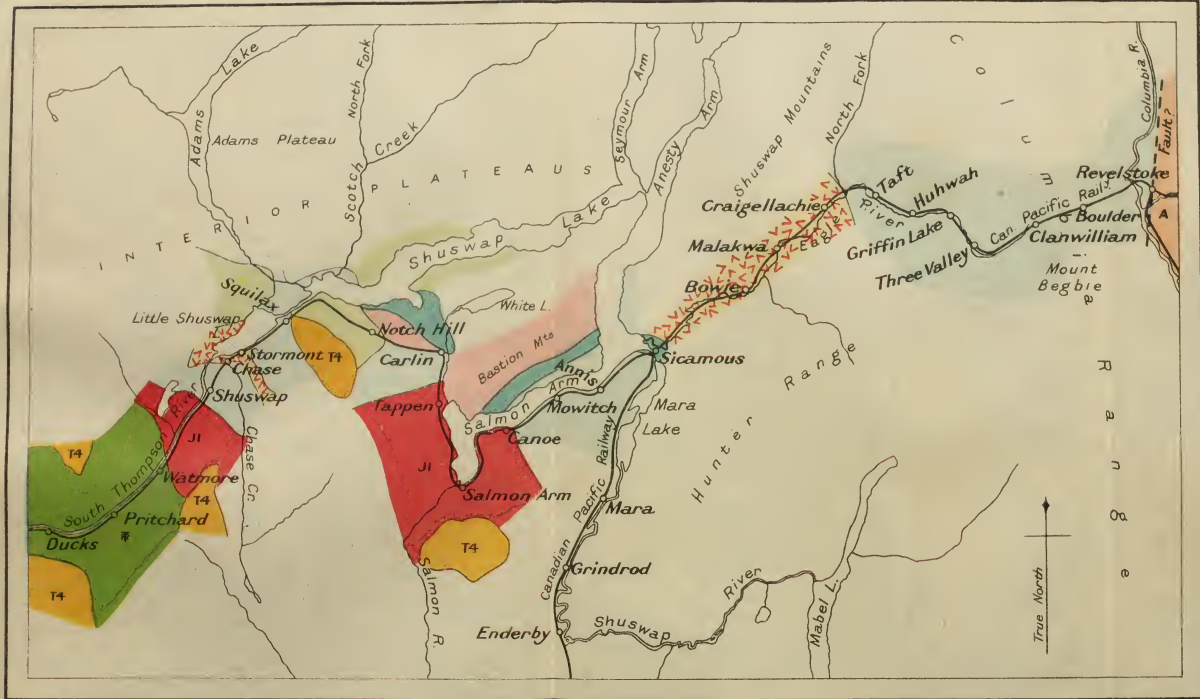 Adams Lake
Adams Plateau
North Fork
Scotch Creek
INTERIOR PLATEAUS
Seymour Arm
Anesty Arm
Shuswap Mountains
North Fork
Columbia Range
Columbia R.
Fault?
Revelstoke
A
Boulder
Clanwilliam
Can Pacific Raily.
Mount
Begbie
Three Valley
Griffin Lake
Huhwah
Taft
Eagle River
Craigellachie
Malakwa
Bowie
Shuswap Lake
Squilax
Little Shuswap
Notch Hill
White L.
Stormont
T4
Carlin
Bastion Mts
Chase
Shuswap
Annis
Sicamous
Tappen
Salmon Arm
Mowitch
Mara
Lake
Canoe
Hunter Range
South Thompson River
J1
Chase Cr.
T4
Watmore
T4
J1
Salmon Arm
Pritchard
Ducks
T4
T4
Salmon R.
Canadian Pacific Railway
Mara
Grindrod
Enderby
Shuswap River
Mabel L.
True North